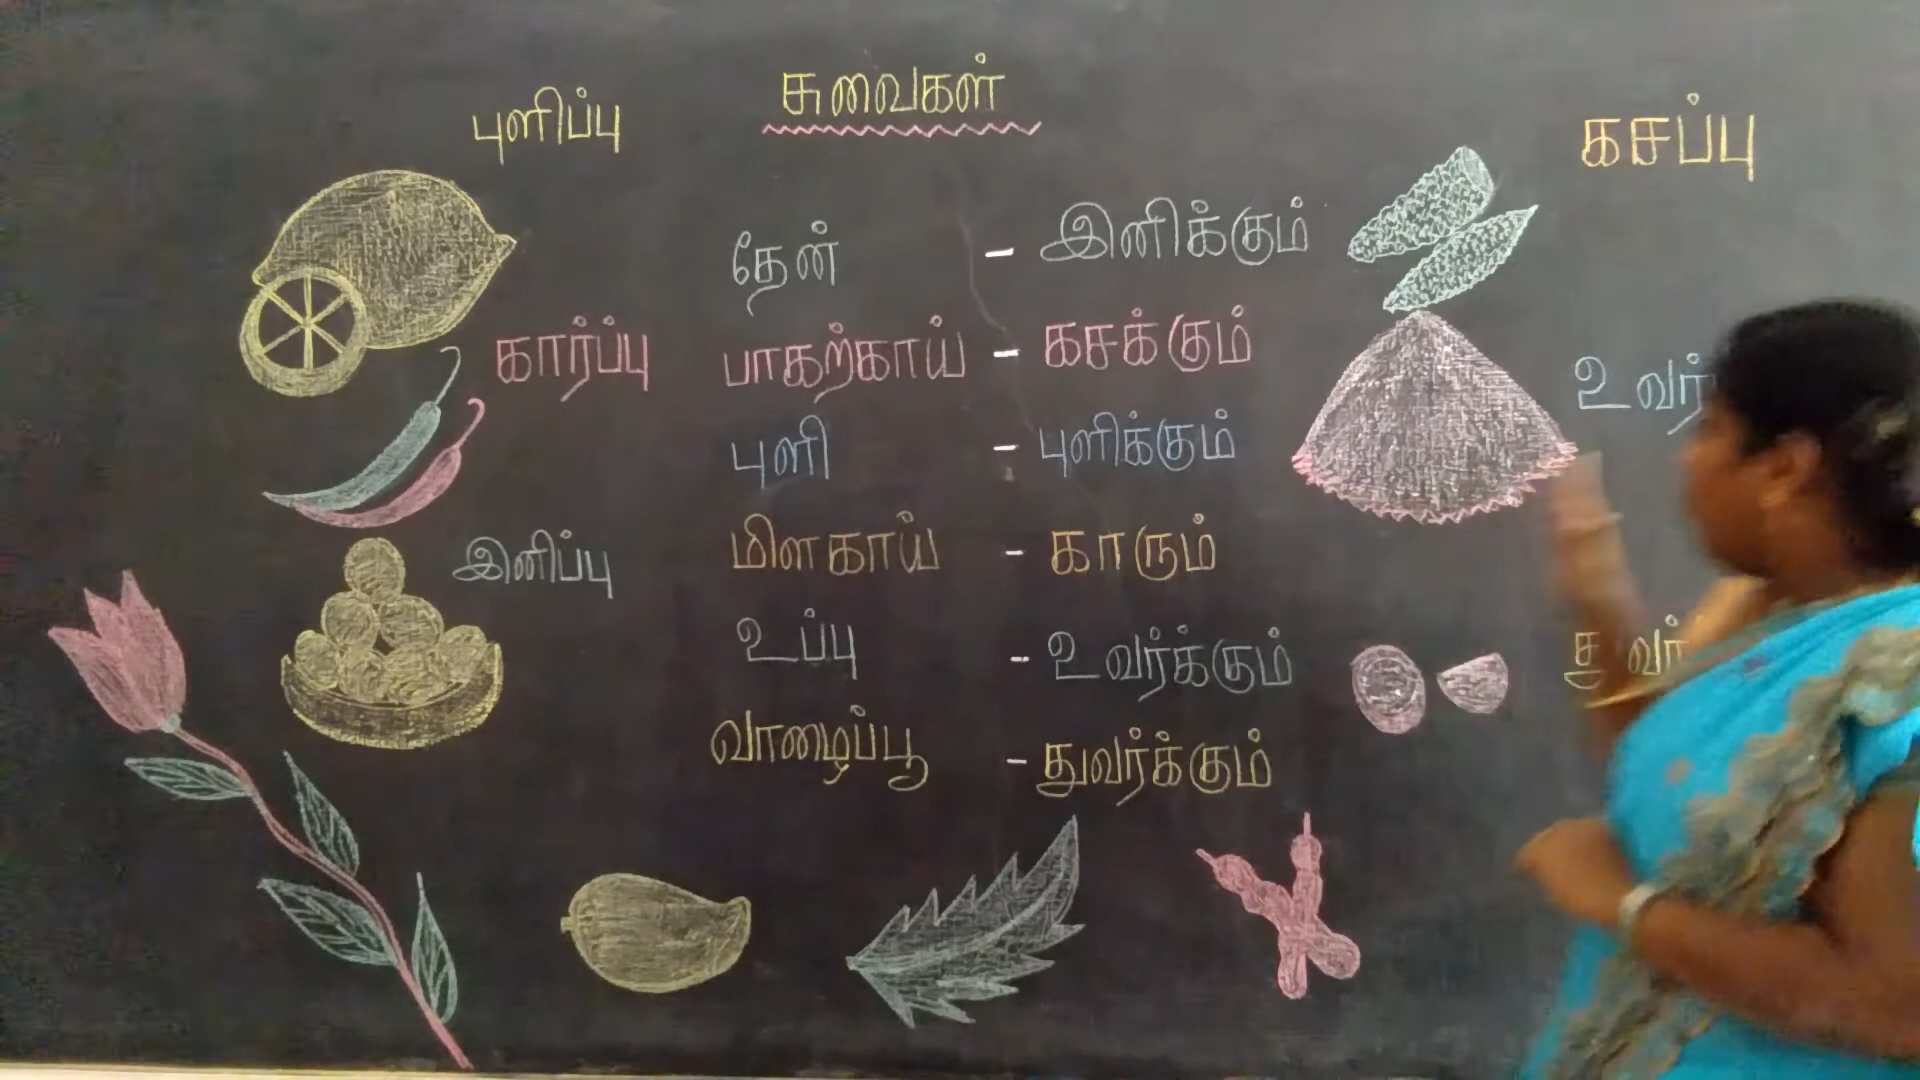 சுவைகள்
புளிப்பு
கசப்பு
தேன் - இனிக்கும்
கார்ப்பு
பாகற்காய் - கசக்கும்
புளி - புளிக்கும்
இனிப்பு
மிளகாய் - காரும்
உப்பு - உவர்க்கும்
வாழைப்பூ - துவர்க்கும்